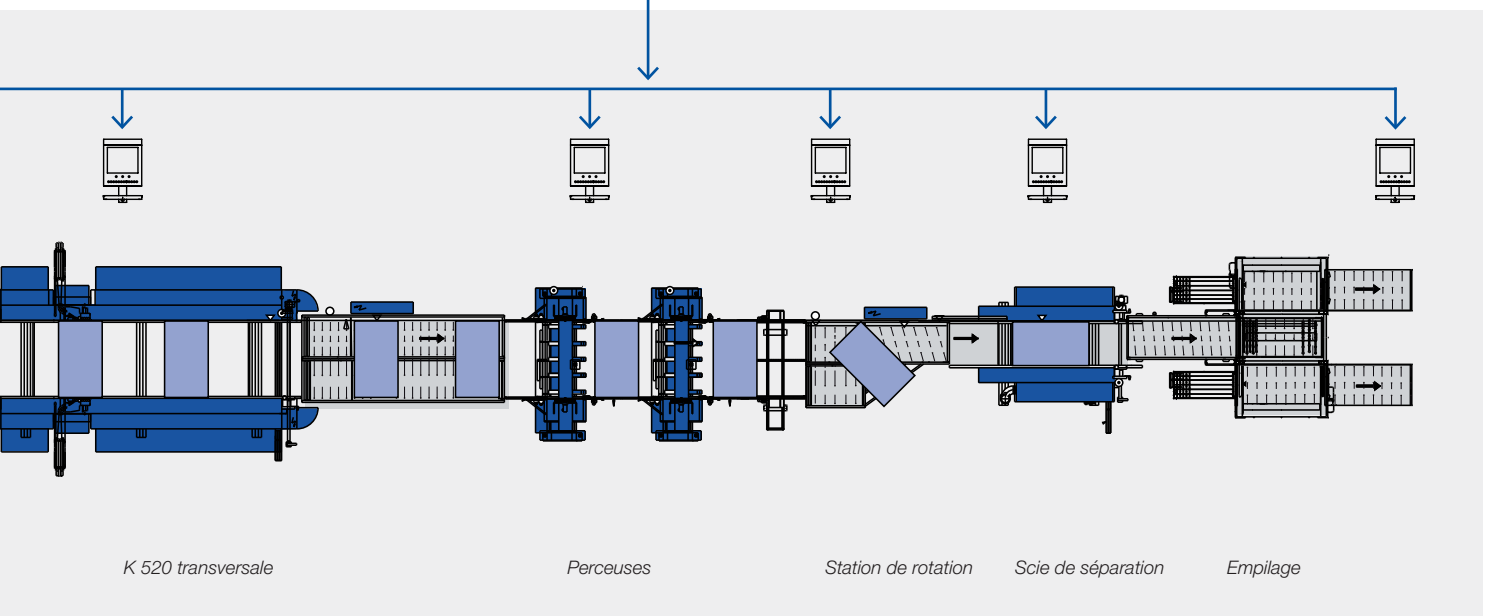 K 520 transversale
Perceuses
Station de rotation
Scie de séparation
Empilage